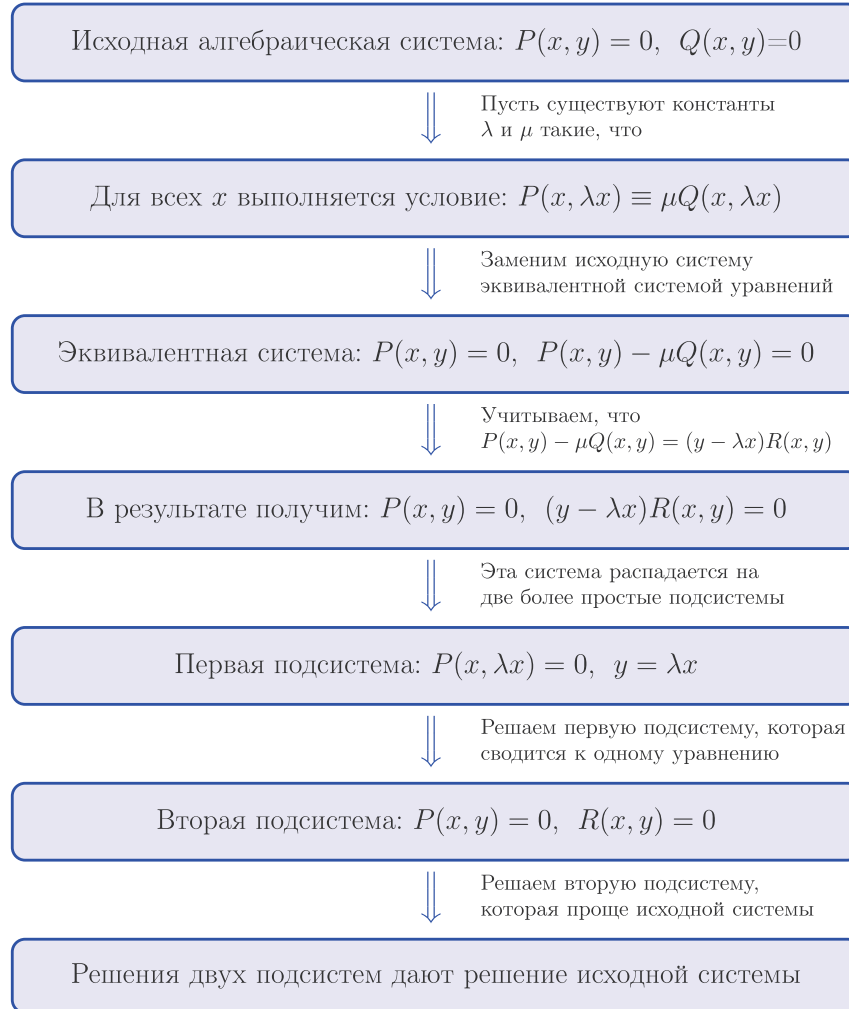 Исходная алгебраическая система: P(x, y) = 0, Q(x, y)=0
Пусть существуют константы
λ и μ такие, что
Для всех x выполняется условие: P(x, λx) ≡ μQ(x, λx)
Заменим исходную систему
эквивалентной системой уравнений
Эквивалентная система: P(x, y) = 0, P(x, y) − μQ(x, y) = 0
Учитываем, что
P(x, y) − μQ(x, y) = (y − λx)R(x, y)
В результате получим: P(x, y) = 0, (y − λx)R(x, y) = 0
Эта система распадается на
две более простые подсистемы
Первая подсистема: P(x, λx) = 0, y = λx
Решаем первую подсистему, которая
сводится к одному уравнению
Вторая подсистема: P(x, y) = 0, R(x, y) = 0
Решаем вторую подсистему,
которая проще исходной системы
Решения двух подсистем дают решение исходной системы